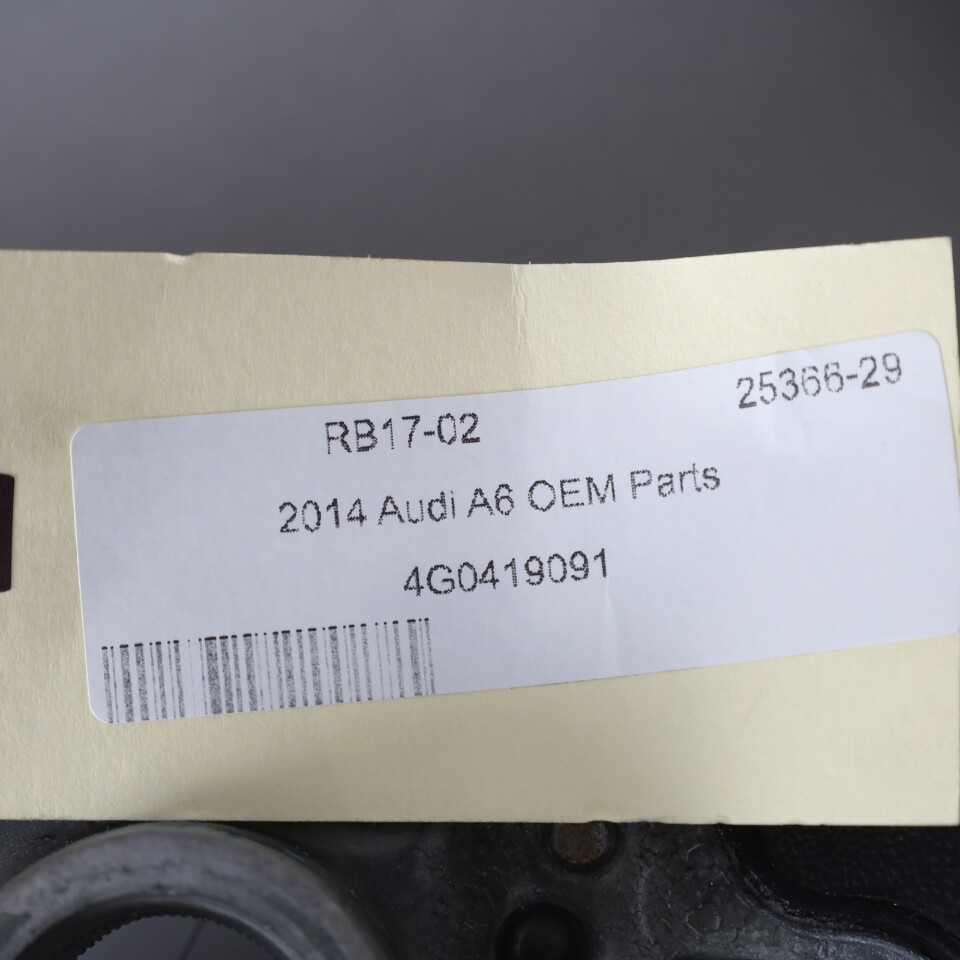 RB17-02
25366-29
2014 Audi A6 OEM Parts
4G0419091